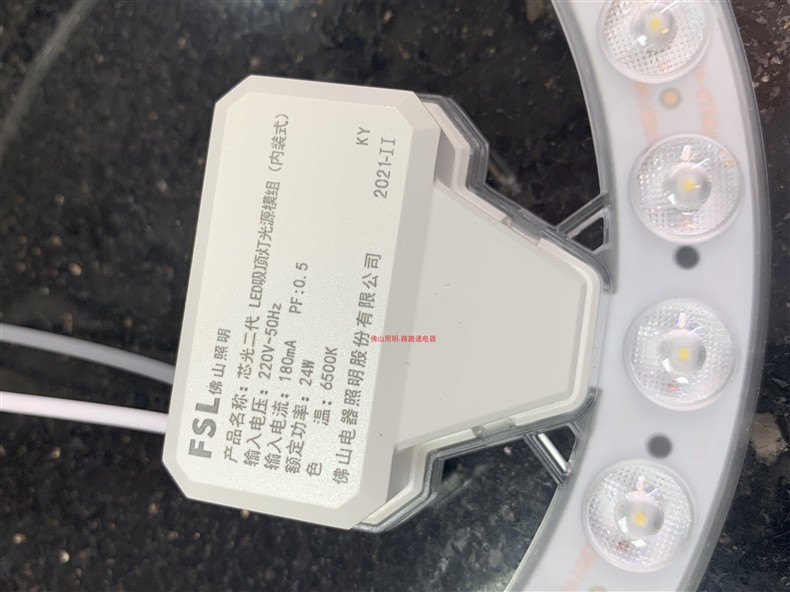 FSL 佛山照明
产品名称：芯光二代 LED吸顶灯光源模组（内装式）
输入电压：220V~50Hz
输入电流：180mA PF:0.5
额定功率：24W
色 温：6500K
佛山电器照明股份有限公司
KY
2021-II
佛山照明-路路通电器